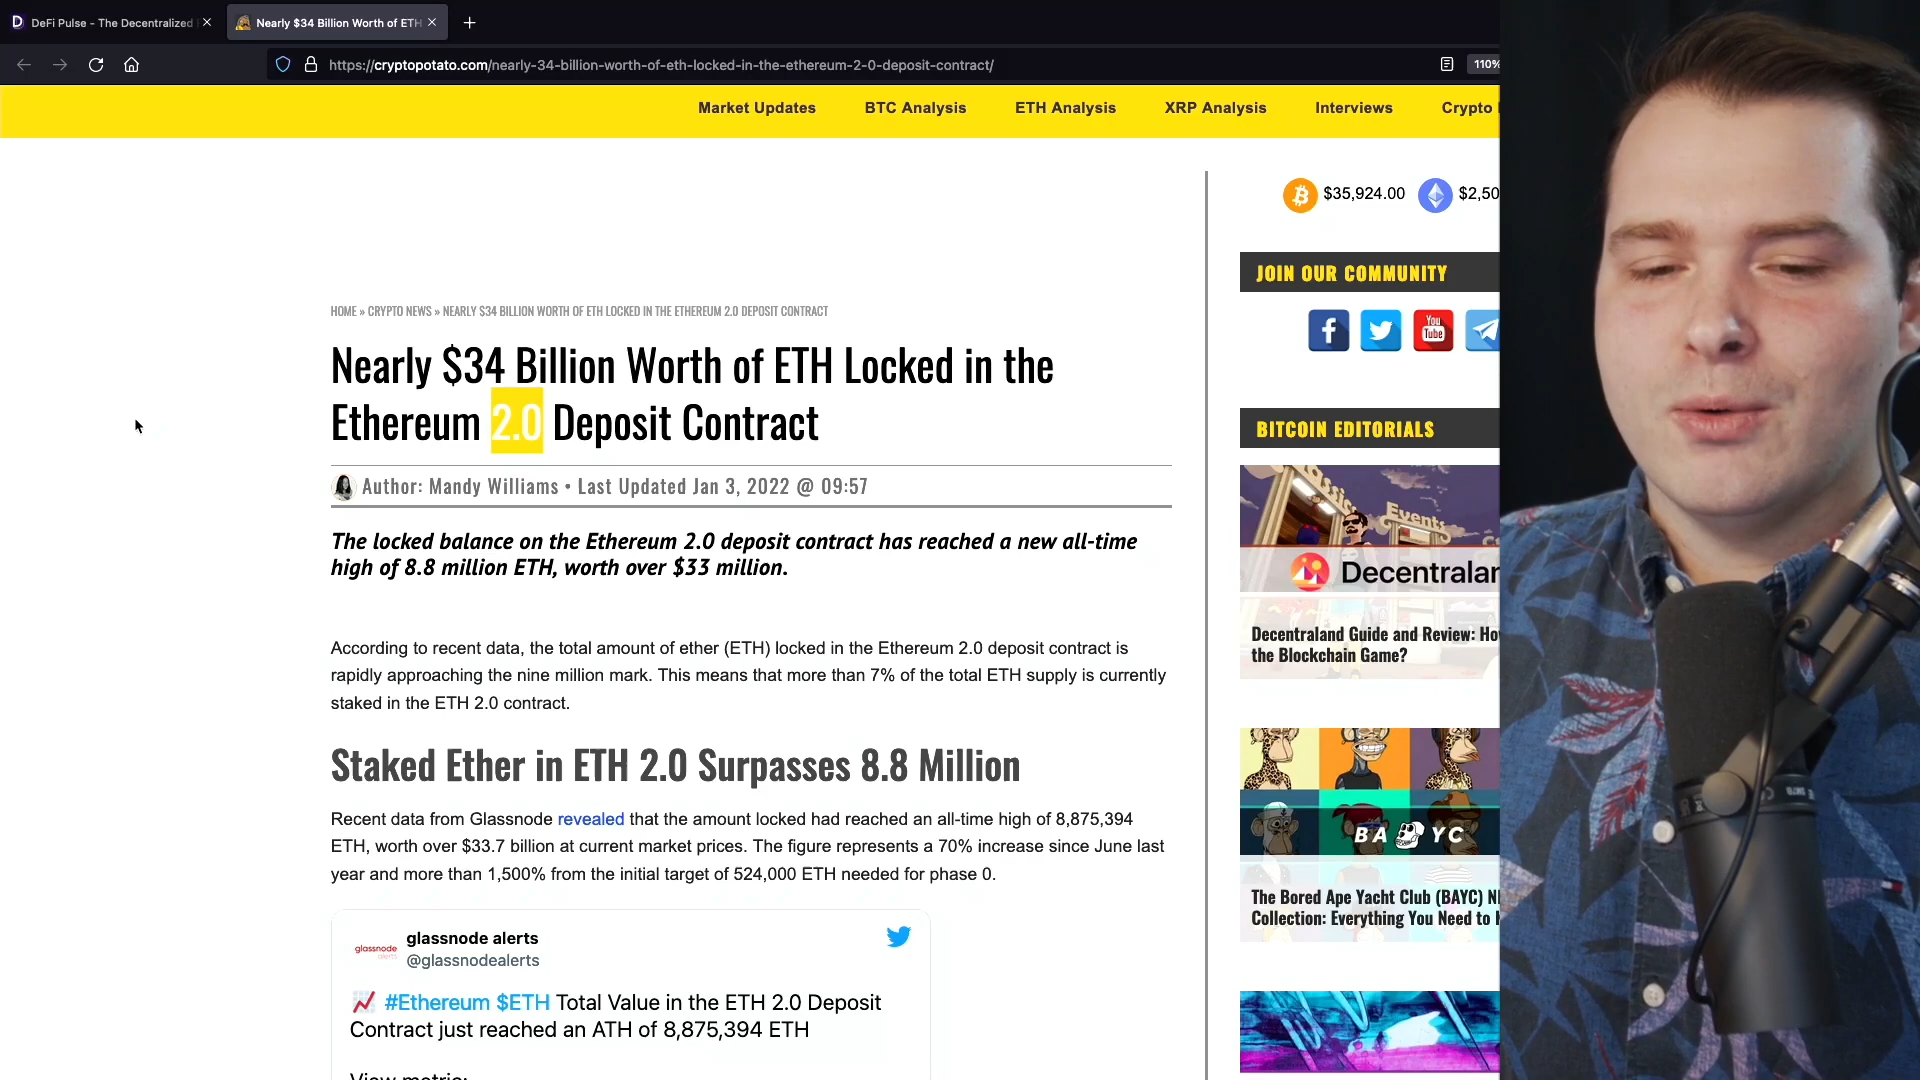 DeFi Pulse - The Decentralized
Nearly $34 Billion Worth of ETH
https://cryptopotato.com/nearly-34-billion-worth-of-eth-locked-in-the-ethereum-2-0-deposit-contract/
110%
Market Updates BTC Analysis ETH Analysis XRP Analysis Interviews Crypto
$35,924.00 $2,50
JOIN OUR COMMUNITY
You Tube
HOME » CRYPTO NEWS » NEARLY $34 BILLION WORTH OF ETH LOCKED IN THE ETHEREUM 2.0 DEPOSIT CONTRACT
Nearly $34 Billion Worth of ETH Locked in the
Ethereum 2.0 Deposit Contract
Author: Mandy Williams • Last Updated Jan 3, 2022 @ 09:57
The locked balance on the Ethereum 2.0 deposit contract has reached a new all-time
high of 8.8 million ETH, worth over $33 million.
According to recent data, the total amount of ether (ETH) locked in the Ethereum 2.0 deposit contract is
rapidly approaching the nine million mark. This means that more than 7% of the total ETH supply is currently
staked in the ETH 2.0 contract.
Staked Ether in ETH 2.0 Surpasses 8.8 Million
Recent data from Glassnode revealed that the amount locked had reached an all-time high of 8,875,394
ETH, worth over $33.7 billion at current market prices. The figure represents a 70% increase since June last
year and more than 1,500% from the initial target of 524,000 ETH needed for phase 0.
glassnode alerts
glassnode alerts
@glassnodealerts
#Ethereum $ETH Total Value in the ETH 2.0 Deposit
Contract just reached an ATH of 8,875,394 ETH
View metric:
BITCOIN EDITORIALS
Events
Decentralan
Decentraland Guide and Review: Ho
the Blockchain Game?
BAYC
The Bored Ape Yacht Club (BAYC) N
Collection: Everything You Need to